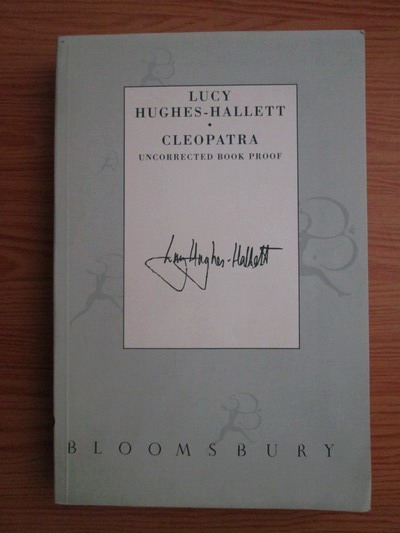 LUCY
HUGHES-HALLETT
•
CLEOPATRA
UNCORRECTED BOOK PROOF
Lucy Hughes-Hallett
BLOOMSBURY